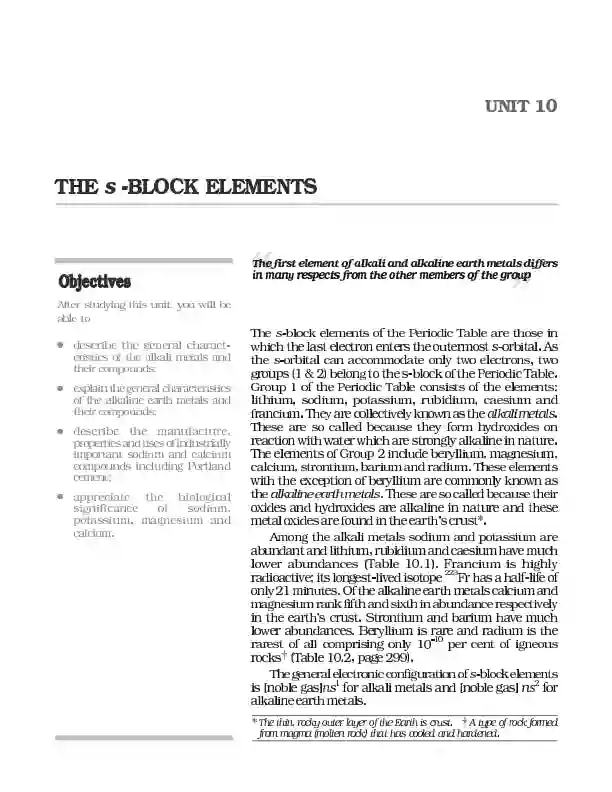 UNIT 10
THE s -BLOCK ELEMENTS
Objectives
After studying this unit, you will be
able to
• describe the general charact-
eristics of the alkali metals and
their compounds;
• explain the general characteristics
of the alkaline earth metals and
their compounds;
• describe the manufacture,
properties and uses of industrially
important sodium and calcium
compounds including Portland
cement;
• appreciate the biological
significance of sodium,
potassium, magnesium and
calcium.
“The first element of alkali and alkaline earth metals differs
in many respects from the other members of the group”
The s-block elements of the Periodic Table are those in
which the last electron enters the outermost s-orbital. As
the s-orbital can accommodate only two electrons, two
groups (1 & 2) belong to the s-block of the Periodic Table.
Group 1 of the Periodic Table consists of the elements:
lithium, sodium, potassium, rubidium, caesium and
francium. They are collectively known as the alkali metals.
These are so called because they form hydroxides on
reaction with water which are strongly alkaline in nature.
The elements of Group 2 include beryllium, magnesium,
calcium, strontium, barium and radium. These elements
with the exception of beryllium are commonly known as
the alkaline earth metals. These are so called because their
oxides and hydroxides are alkaline in nature and these
metal oxides are found in the earth’s crust*.
Among the alkali metals sodium and potassium are
abundant and lithium, rubidium and caesium have much
lower abundances (Table 10.1). Francium is highly
radioactive; its longest-lived isotope ²²³Fr has a half-life of
only 21 minutes. Of the alkaline earth metals calcium and
magnesium rank fifth and sixth in abundance respectively
in the earth’s crust. Strontium and barium have much
lower abundances. Beryllium is rare and radium is the
rarest of all comprising only 10⁻¹⁰ per cent of igneous
rocks† (Table 10.2, page 299).
The general electronic configuration of s-block elements
is [noble gas]ns¹ for alkali metals and [noble gas] ns² for
alkaline earth metals.
* The thin, rocky outer layer of the Earth is crust. † A type of rock formed
from magma (molten rock) that has cooled and hardened.